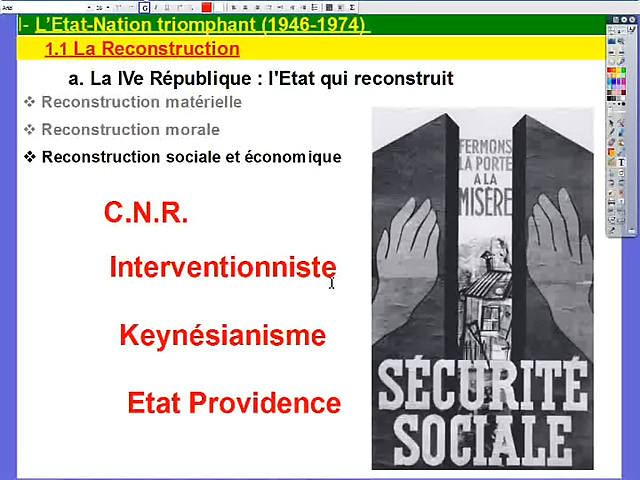 I- L'Etat-Nation triomphant (1946-1974)
1.1 La Reconstruction
a. La IVe République : l'Etat qui reconstruit
❖ Reconstruction matérielle
❖ Reconstruction morale
❖ Reconstruction sociale et économique
C.N.R.
Interventionniste
Keynésianisme
Etat Providence
FERMONS
LA PORTE
A LA
MISÈRE
SÉCURITÉ
SOCIALE